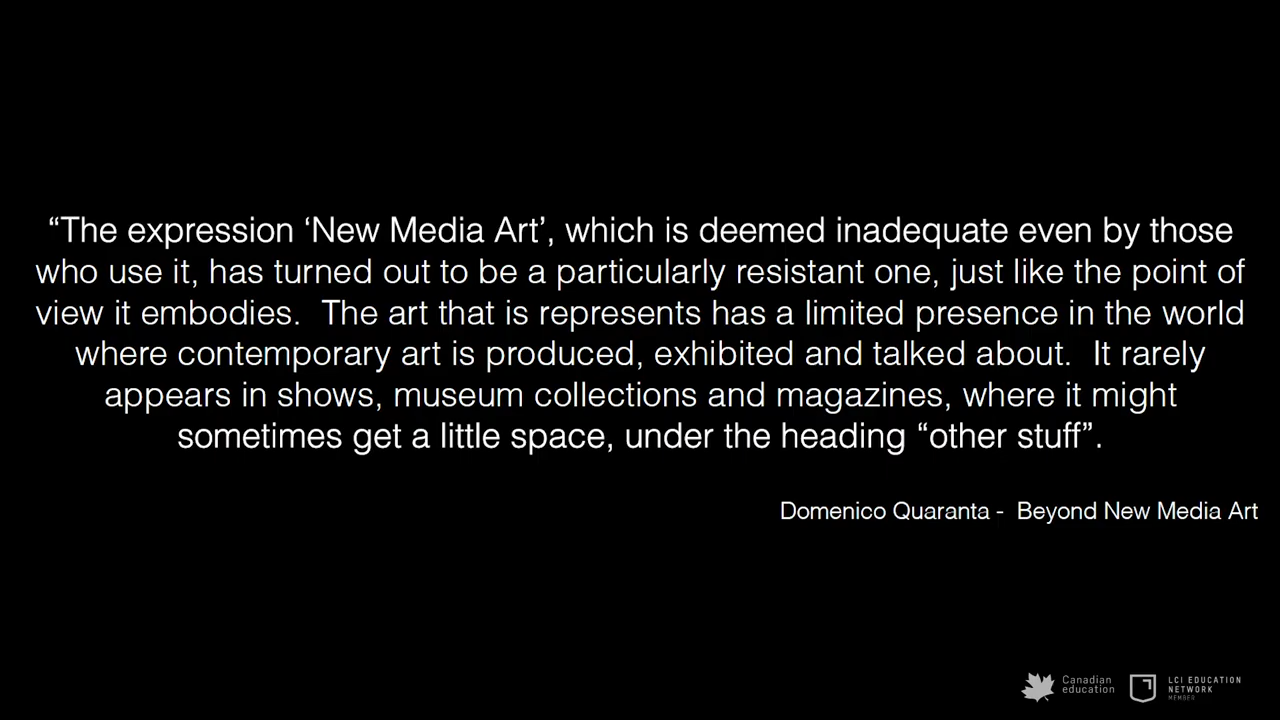 “The expression ‘New Media Art’, which is deemed inadequate even by those
who use it, has turned out to be a particularly resistant one, just like the point of
view it embodies.  The art that is represents has a limited presence in the world
where contemporary art is produced, exhibited and talked about.  It rarely
appears in shows, museum collections and magazines, where it might
sometimes get a little space, under the heading “other stuff”.
Domenico Quaranta -  Beyond New Media Art
Canadian
education
LCI EDUCATION
NETWORK
MEMBER